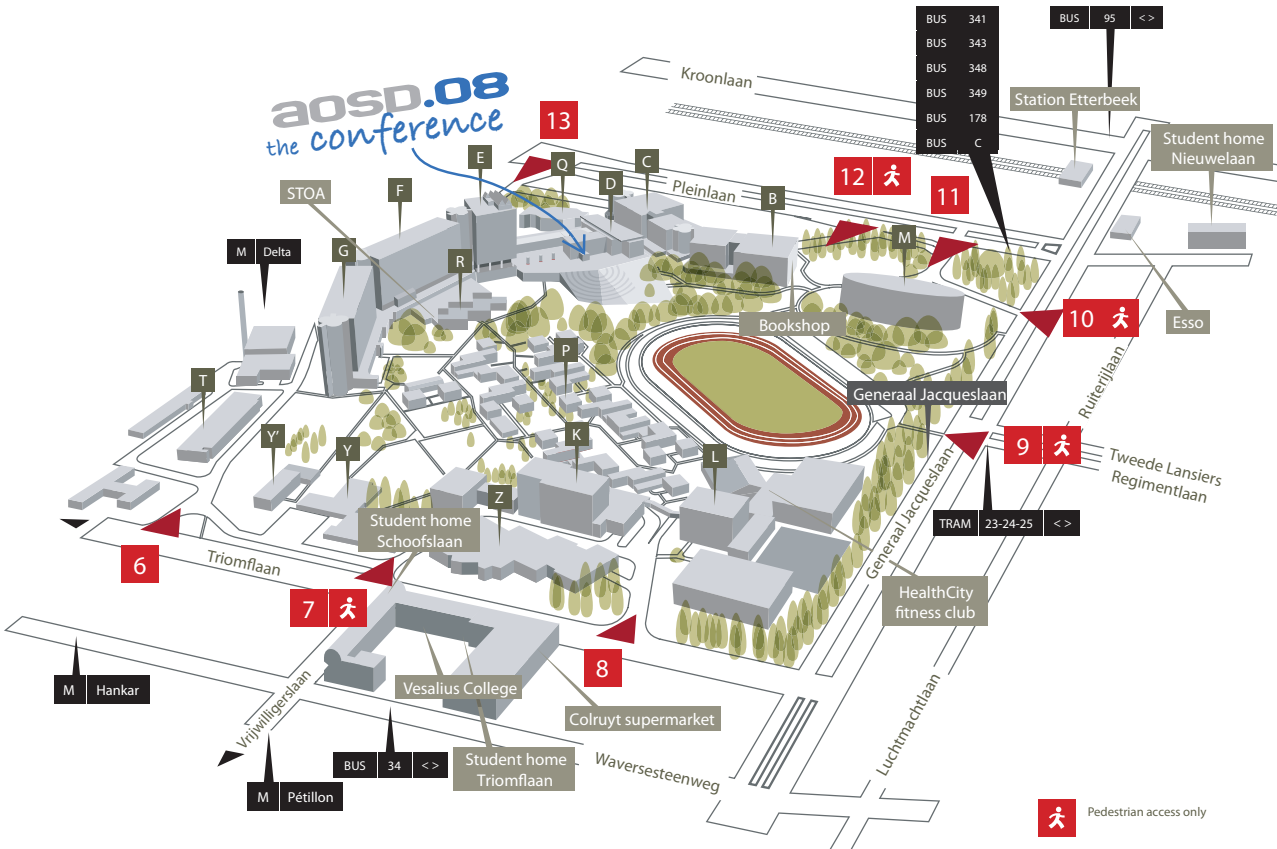 BUS 341
BUS 343
BUS 348
BUS 349
BUS 178
BUS C
BUS 95 < >
Kroonlaan
Station Etterbeek
Student home
Nieuwelaan
aosd.08
the conference
13
12
11
E
Q
D
C
B
Pleinlaan
STOA
F
M
M Delta
G
R
10
Esso
Bookshop
P
T
Generaal Jacqueslaan
Ruiterijlaan
9
Tweede Lansiers
Regimentlaan
Y'
Y
K
L
Z
Student home
Schoofslaan
TRAM 23-24-25 < >
Generaal Jacqueslaan
6
Triomflaan
7
HealthCity
fitness club
8
M Hankar
Vesalius College
Colruyt supermarket
Vrijwilligerslaan
BUS 34 < >
Student home
Triomflaan
Waversesteenweg
Luchtmachtlaan
M Pétillon
Pedestrian access only